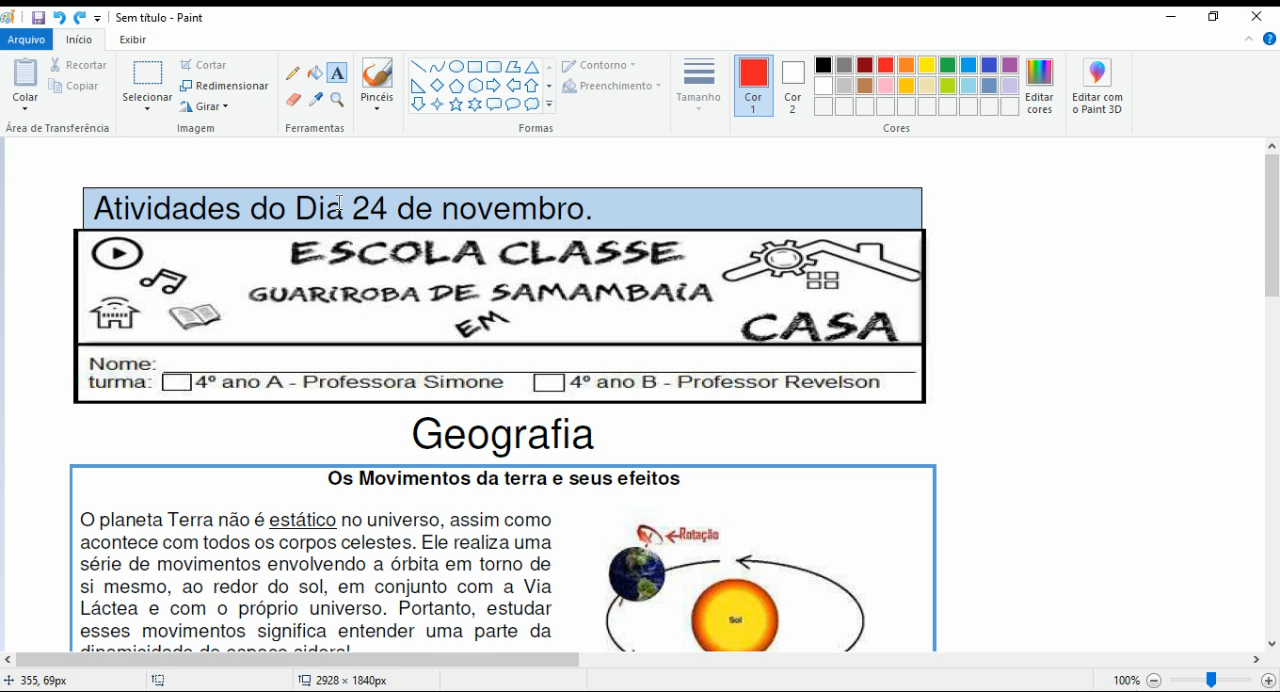 Sem título - Paint
Arquivo Início Exibir
Colar
Recortar
Copiar
Área de Transferência
Selecionar
Cortar
Redimensionar
Girar
Imagem
A
Ferramentas
Pincéis
Contorno
Preenchimento
Formas
Tamanho
Cor 1
Cor 2
Cores
Editar cores
Editar com o Paint 3D
Atividades do Dia 24 de novembro.
ESCOLA CLASSE
GUARIROBA DE SAMAMBAIA
EM
CASA
Nome:
turma: 4º ano A - Professora Simone 4º ano B - Professor Revelson
Geografia
Os Movimentos da terra e seus efeitos
O planeta Terra não é estático no universo, assim como
acontece com todos os corpos celestes. Ele realiza uma
série de movimentos envolvendo a órbita em torno de
si mesmo, ao redor do sol, em conjunto com a Via
Láctea e com o próprio universo. Portanto, estudar
esses movimentos significa entender uma parte da
dinamicidade do espaço sideral.
Rotação
Sol
355, 69px 2928 × 1840px 100%